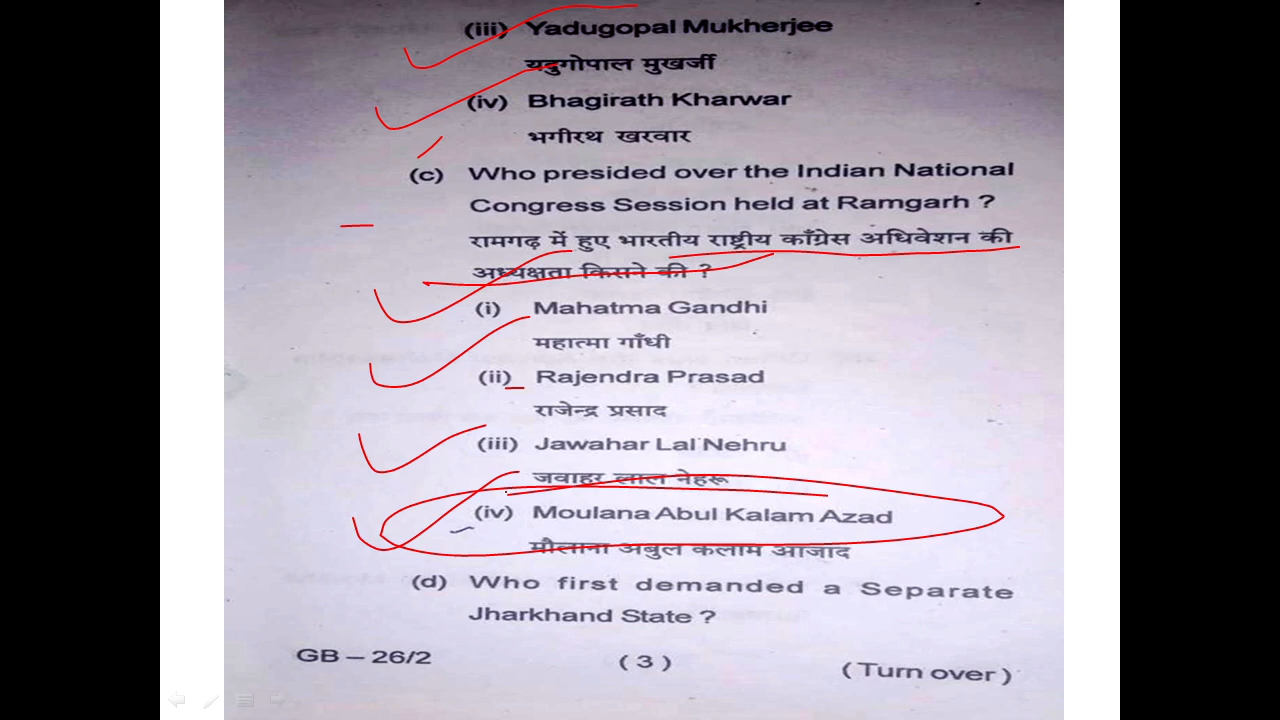 (iii) Yadugopal Mukherjee
यदुगोपाल मुखर्जी
(iv) Bhagirath Kharwar
भगीरथ खरवार
(c) Who presided over the Indian National
Congress Session held at Ramgarh ?
रामगढ़ में हुए भारतीय राष्ट्रीय काँग्रेस अधिवेशन की
अध्यक्षता किसने की ?
(i) Mahatma Gandhi
महात्मा गाँधी
(ii) Rajendra Prasad
राजेन्द्र प्रसाद
(iii) Jawahar Lal Nehru
जवाहर लाल नेहरू
(iv) Moulana Abul Kalam Azad
मौलाना अबुल कलाम आजाद
(d) Who first demanded a Separate
Jharkhand State ?
GB – 26/2 ( 3 ) ( Turn over )